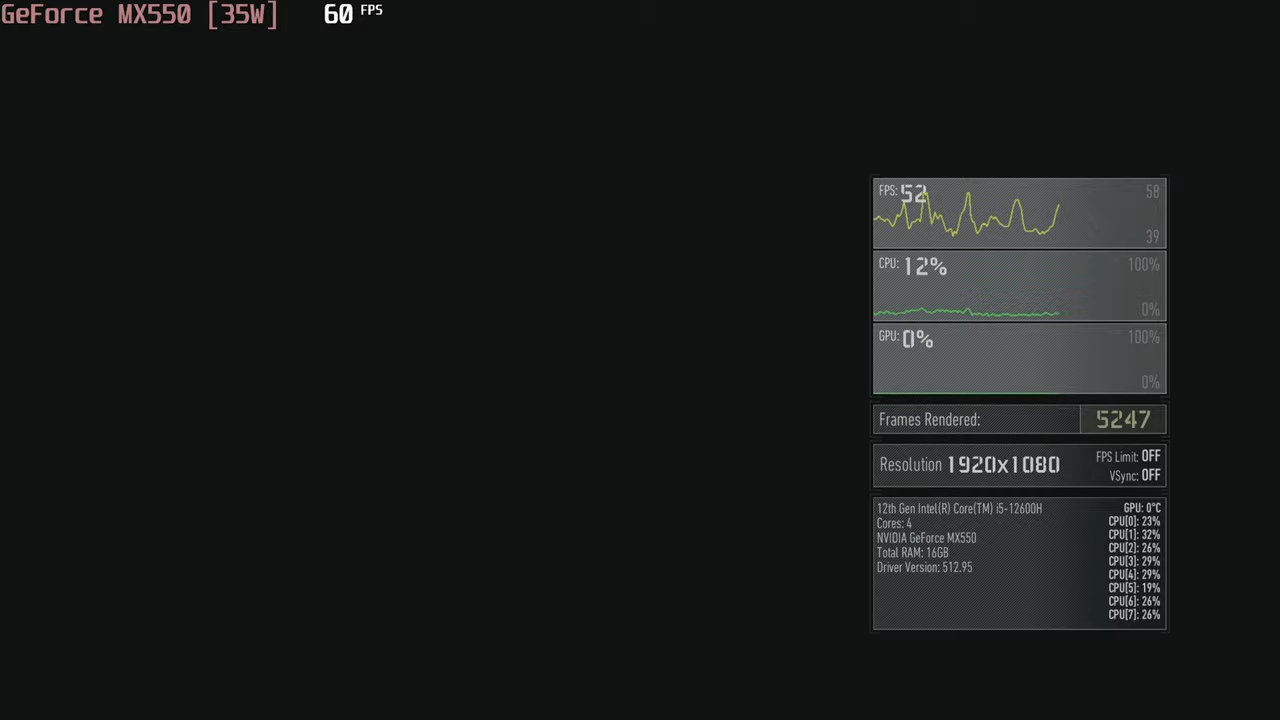 GeForce MX550 [35W] 60 FPS
FPS: 52 58
39
CPU: 12% 100%
0%
GPU: 0% 100%
0%
Frames Rendered: 5247
Resolution 1920x1080 FPS Limit: OFF
VSync: OFF
12th Gen Intel(R) Core(TM) i5-12600H
Cores: 4
NVIDIA GeForce MX550
Total RAM: 16GB
Driver Version: 512.95
GPU: 0°C
CPU[0]: 23%
CPU[1]: 32%
CPU[2]: 26%
CPU[3]: 29%
CPU[4]: 29%
CPU[5]: 19%
CPU[6]: 26%
CPU[7]: 26%